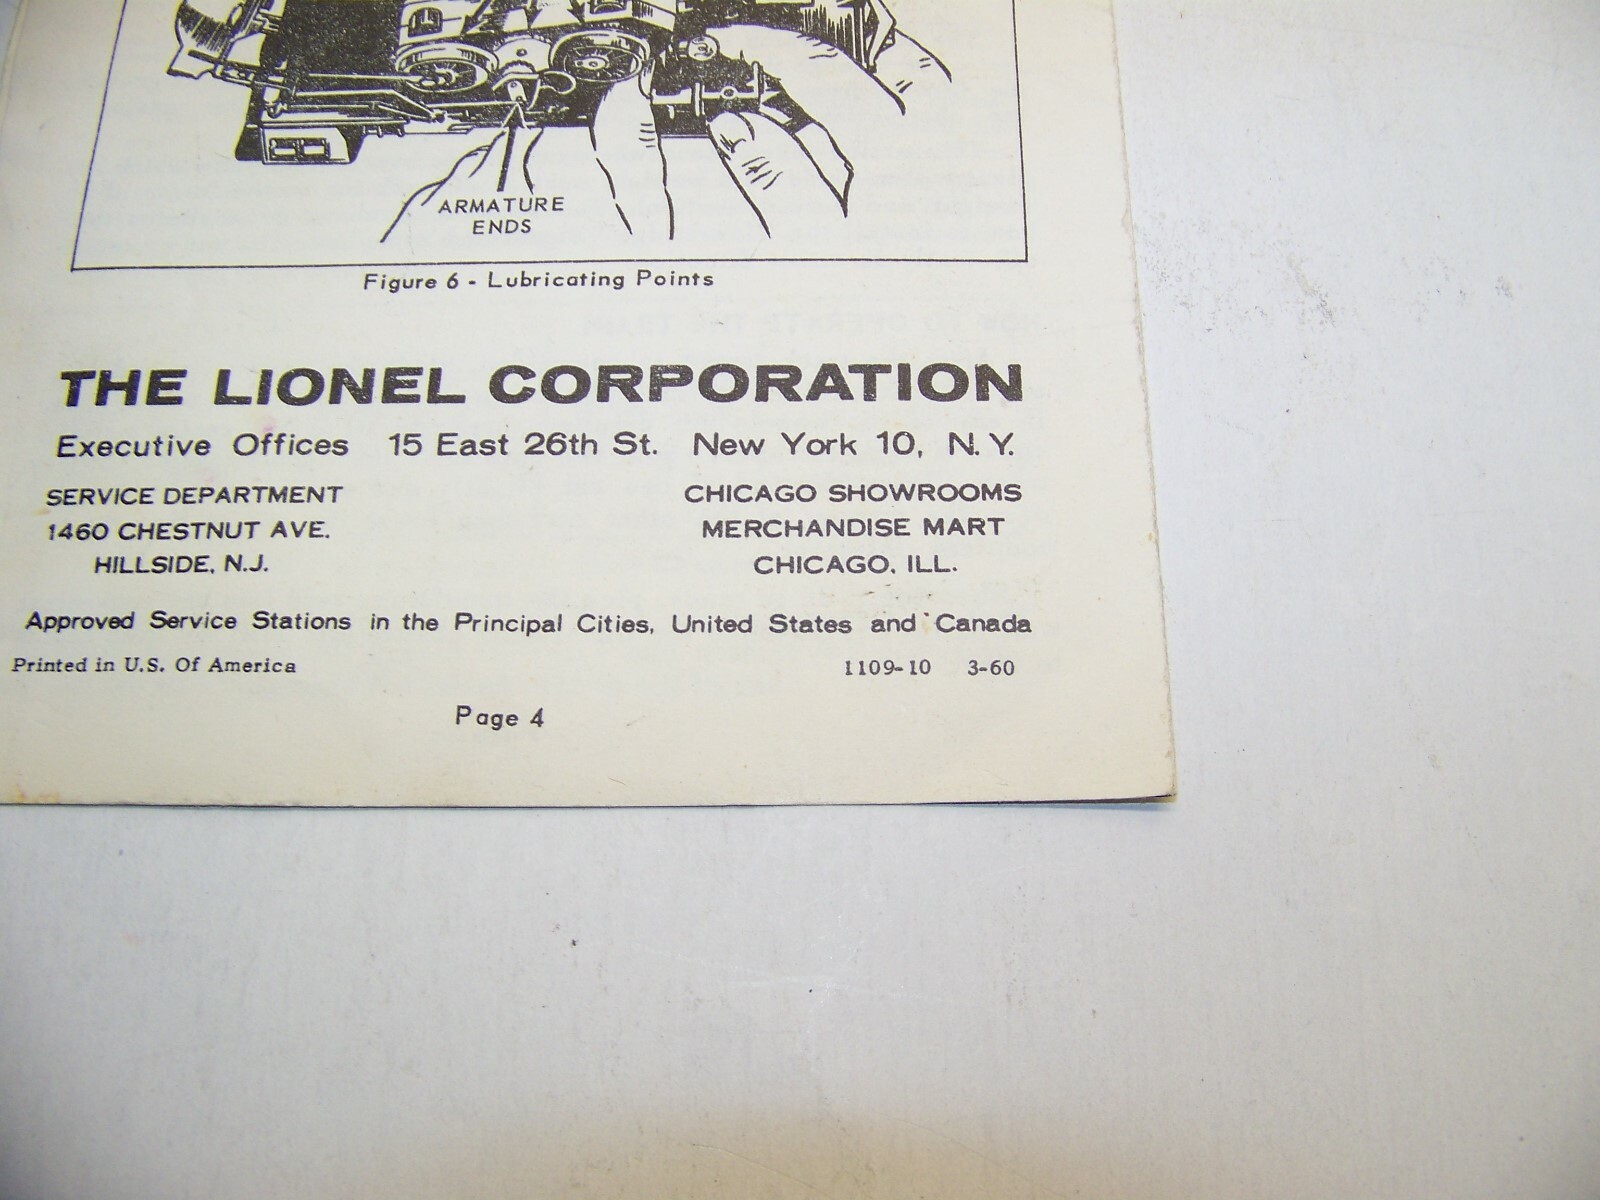 ARMATURE
ENDS
Figure 6 - Lubricating Points
THE LIONEL CORPORATION
Executive Offices 15 East 26th St. New York 10, N.Y.
SERVICE DEPARTMENT
1460 CHESTNUT AVE.
HILLSIDE, N.J.
CHICAGO SHOWROOMS
MERCHANDISE MART
CHICAGO, ILL.
Approved Service Stations in the Principal Cities, United States and Canada
Printed in U.S. Of America 1109-10 3-60
Page 4